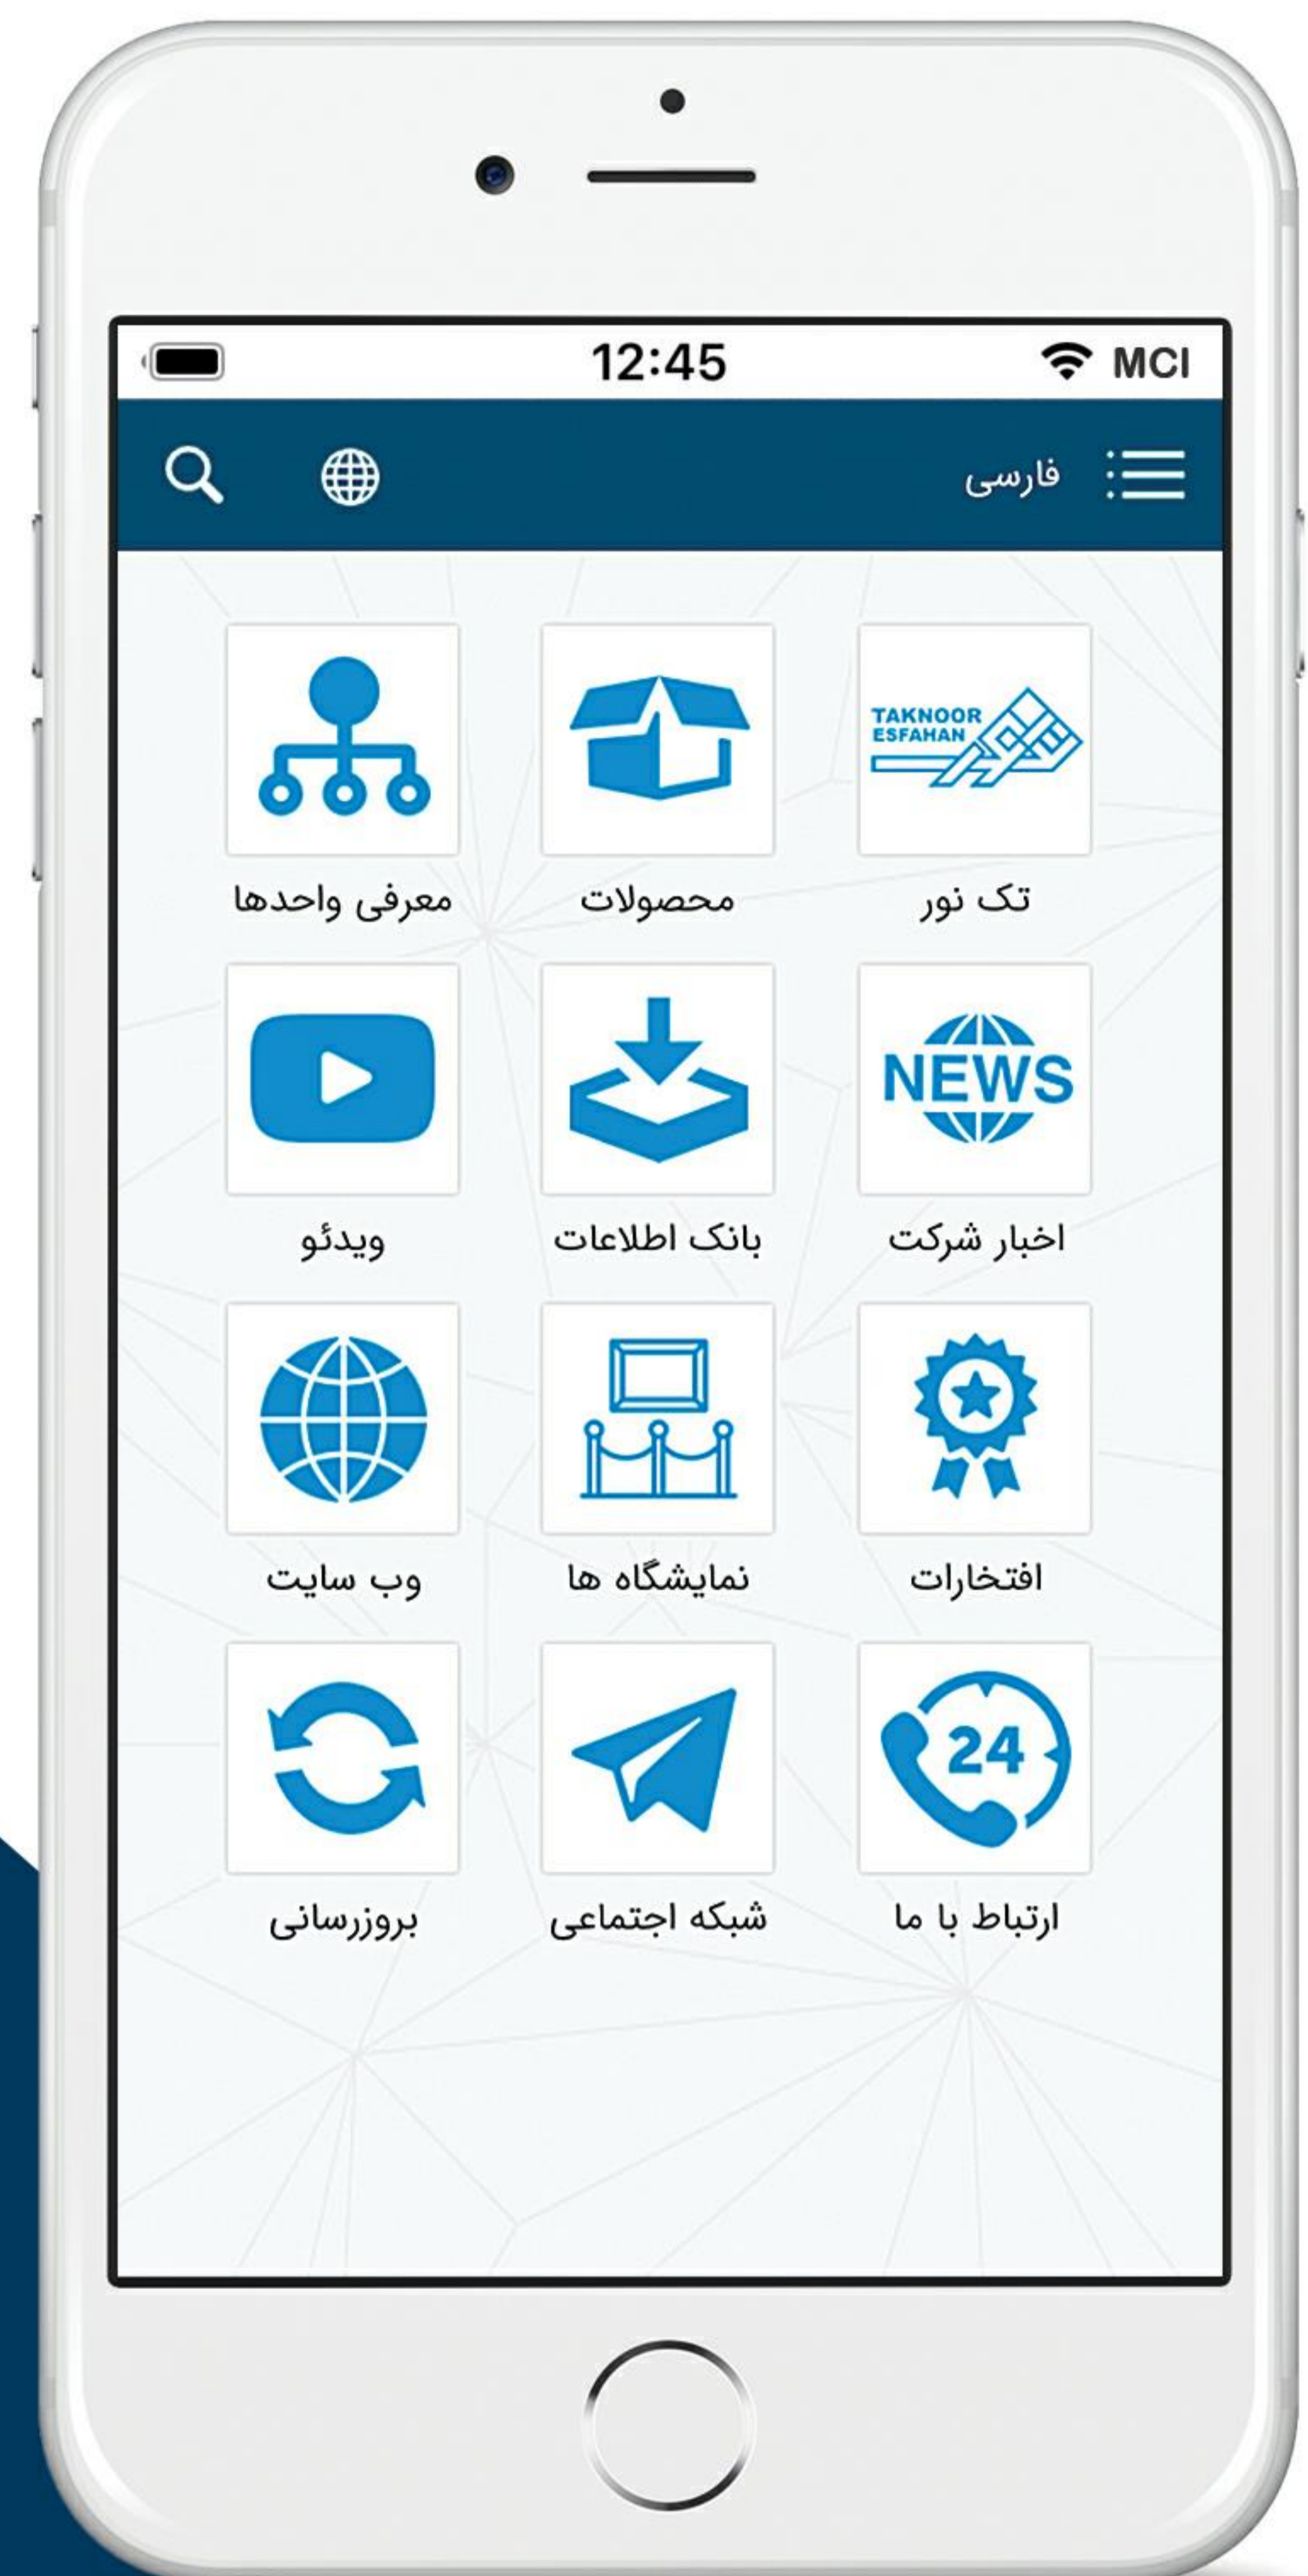 12:45
MCI
فارسی
TAKNOOR
ESFAHAN
تک نور
محصولات
معرفی واحدها
NEWS
اخبار شرکت
بانک اطلاعات
ویدئو
افتخارات
نمایشگاه ها
وب سایت
24
ارتباط با ما
شبکه اجتماعی
بروزرسانی